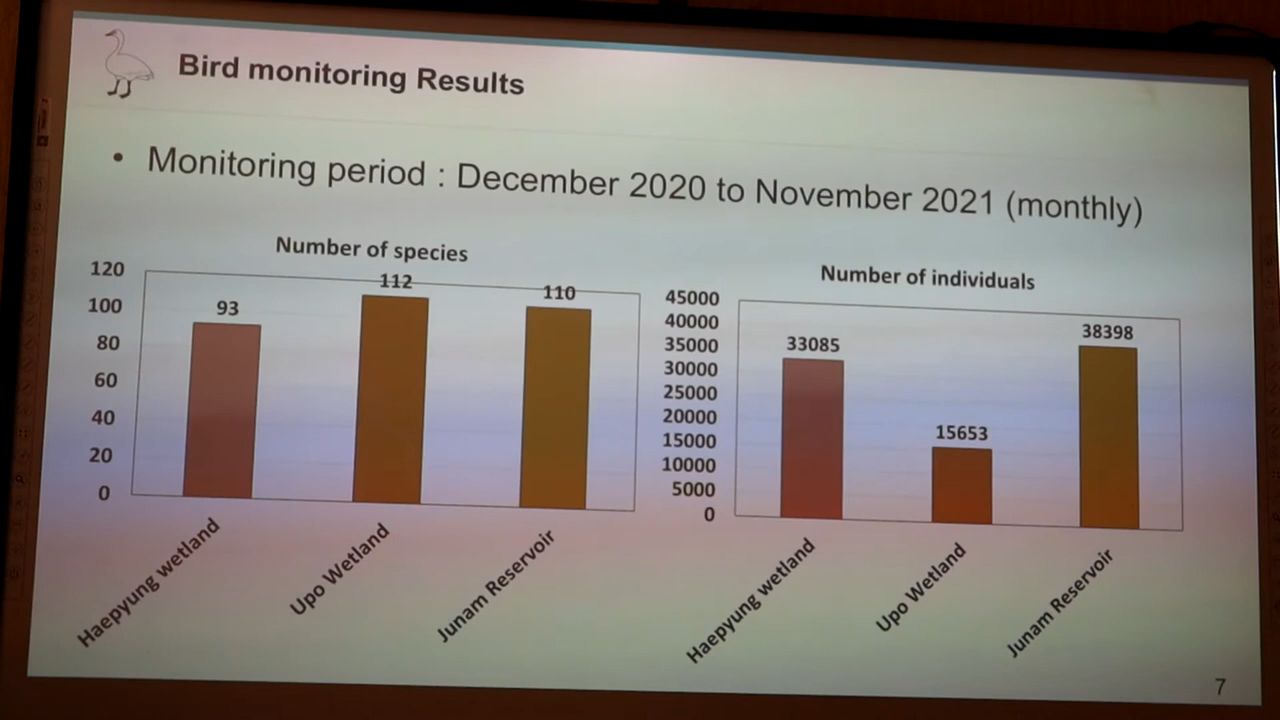 Bird monitoring Results
• Monitoring period : December 2020 to November 2021 (monthly)
Number of species
120
100
80
60
40
20
0
93
112
110
Haepyung wetland
Upo Wetland
Junam Reservoir
Number of individuals
45000
40000
35000
30000
25000
20000
15000
10000
5000
0
33085
15653
38398
Haepyung wetland
Upo Wetland
Junam Reservoir
7